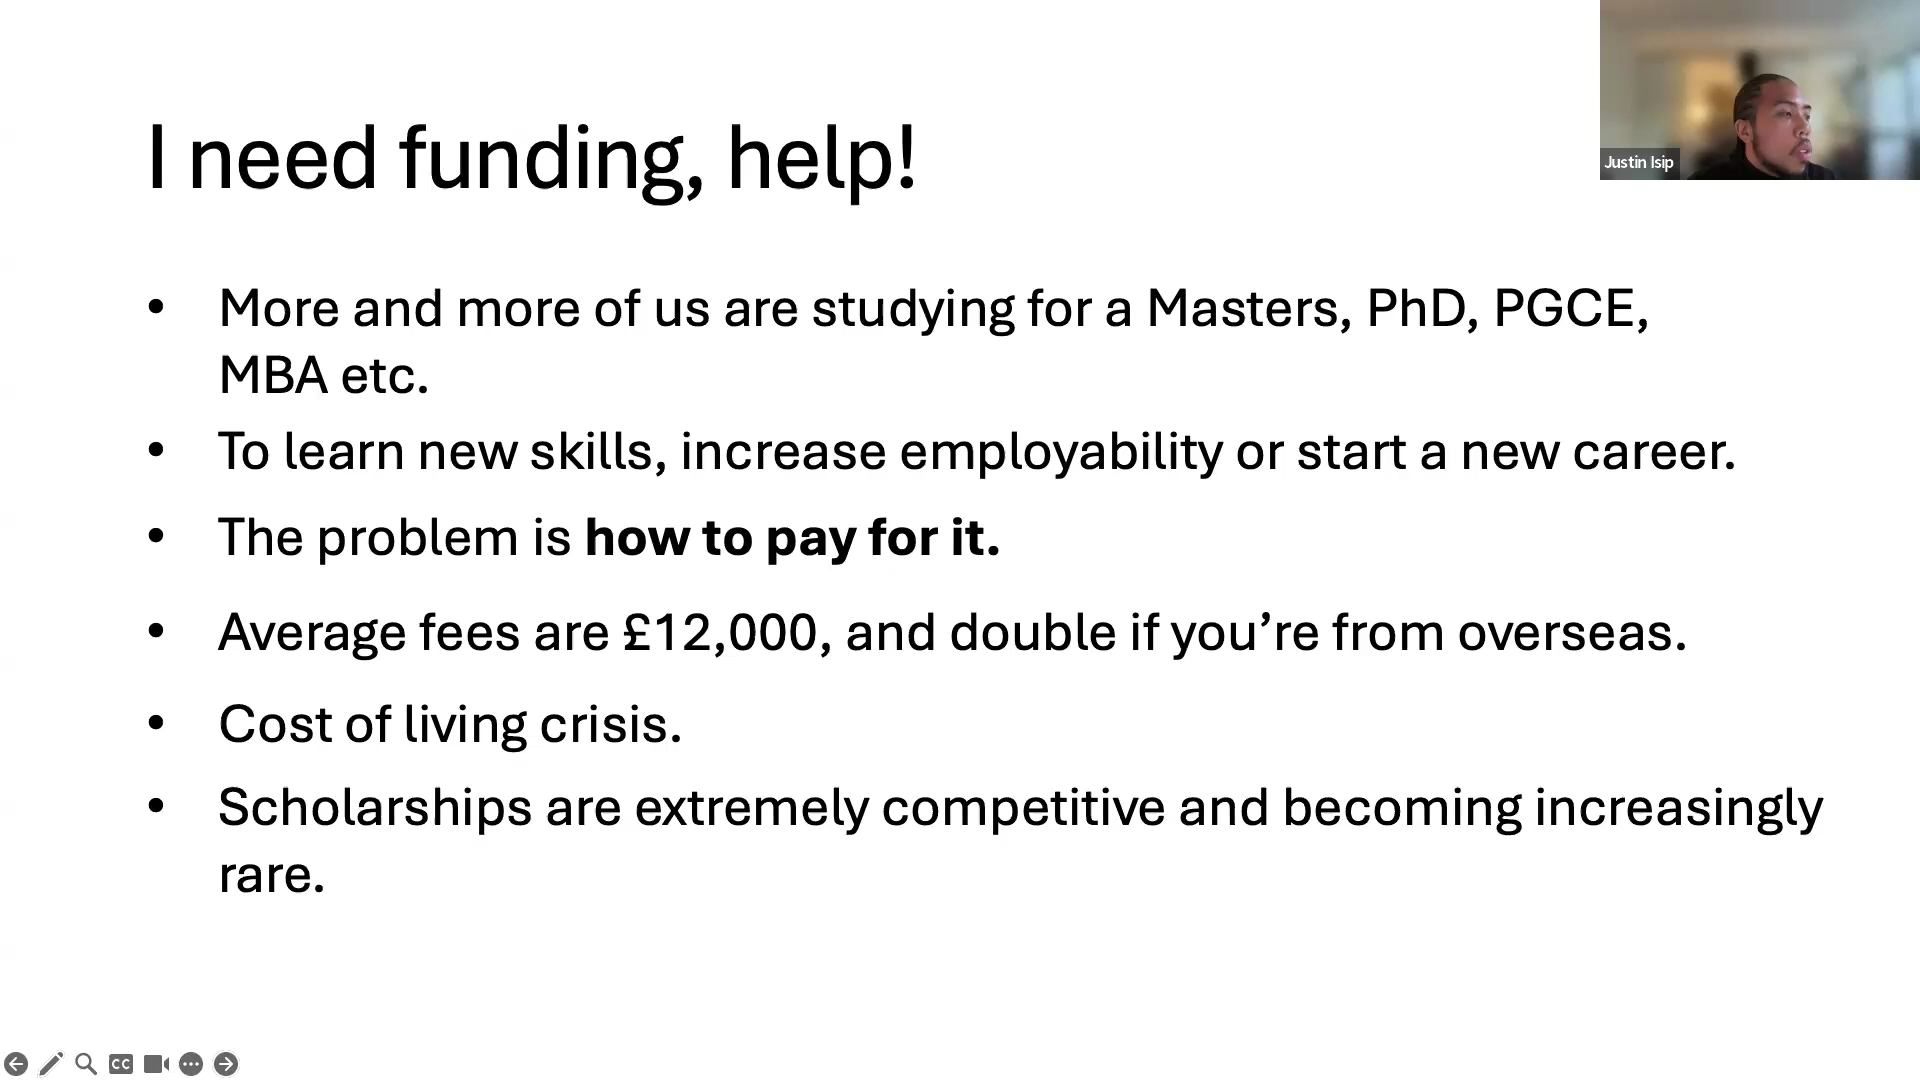 I need funding, help!
Justin Isip
• More and more of us are studying for a Masters, PhD, PGCE,
MBA etc.
• To learn new skills, increase employability or start a new career.
• The problem is how to pay for it.
• Average fees are £12,000, and double if you’re from overseas.
• Cost of living crisis.
• Scholarships are extremely competitive and becoming increasingly
rare.
CC